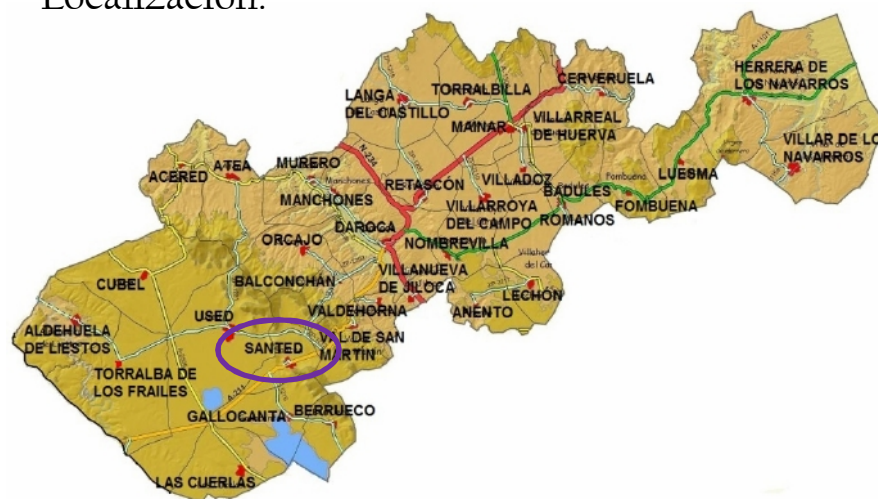 Localización:
HERRERA
DE LOS NAVARROS
CERVERUELA
TORRALBILLA
LANGA
DEL CASTILLO
MAINAR
VILLARREAL
DE HUERVA
VILLAR DE LOS
NAVARROS
N-234
ACERED
ATEA
MURERO
RETASCÓN
VILLADOZ
BADULES
LUESMA
MANCHONES
VILLARROYA
DEL CAMPO
FOMBUENA
ROMANOS
DAROCA
ORCAJO
NOMBREVILLA
VILLANUEVA
DE JILOCA
CUBEL
BALCONCHÁN
LECHÓN
ANENTO
VALDEHORNA
USED
ALDEHUELA
DE LIESTOS
SANTED
VAL DE SAN
MARTÍN
TORRALBA DE
LOS FRAILES
A-211
GALLOCANTA
BERRUECO
LAS CUERLAS